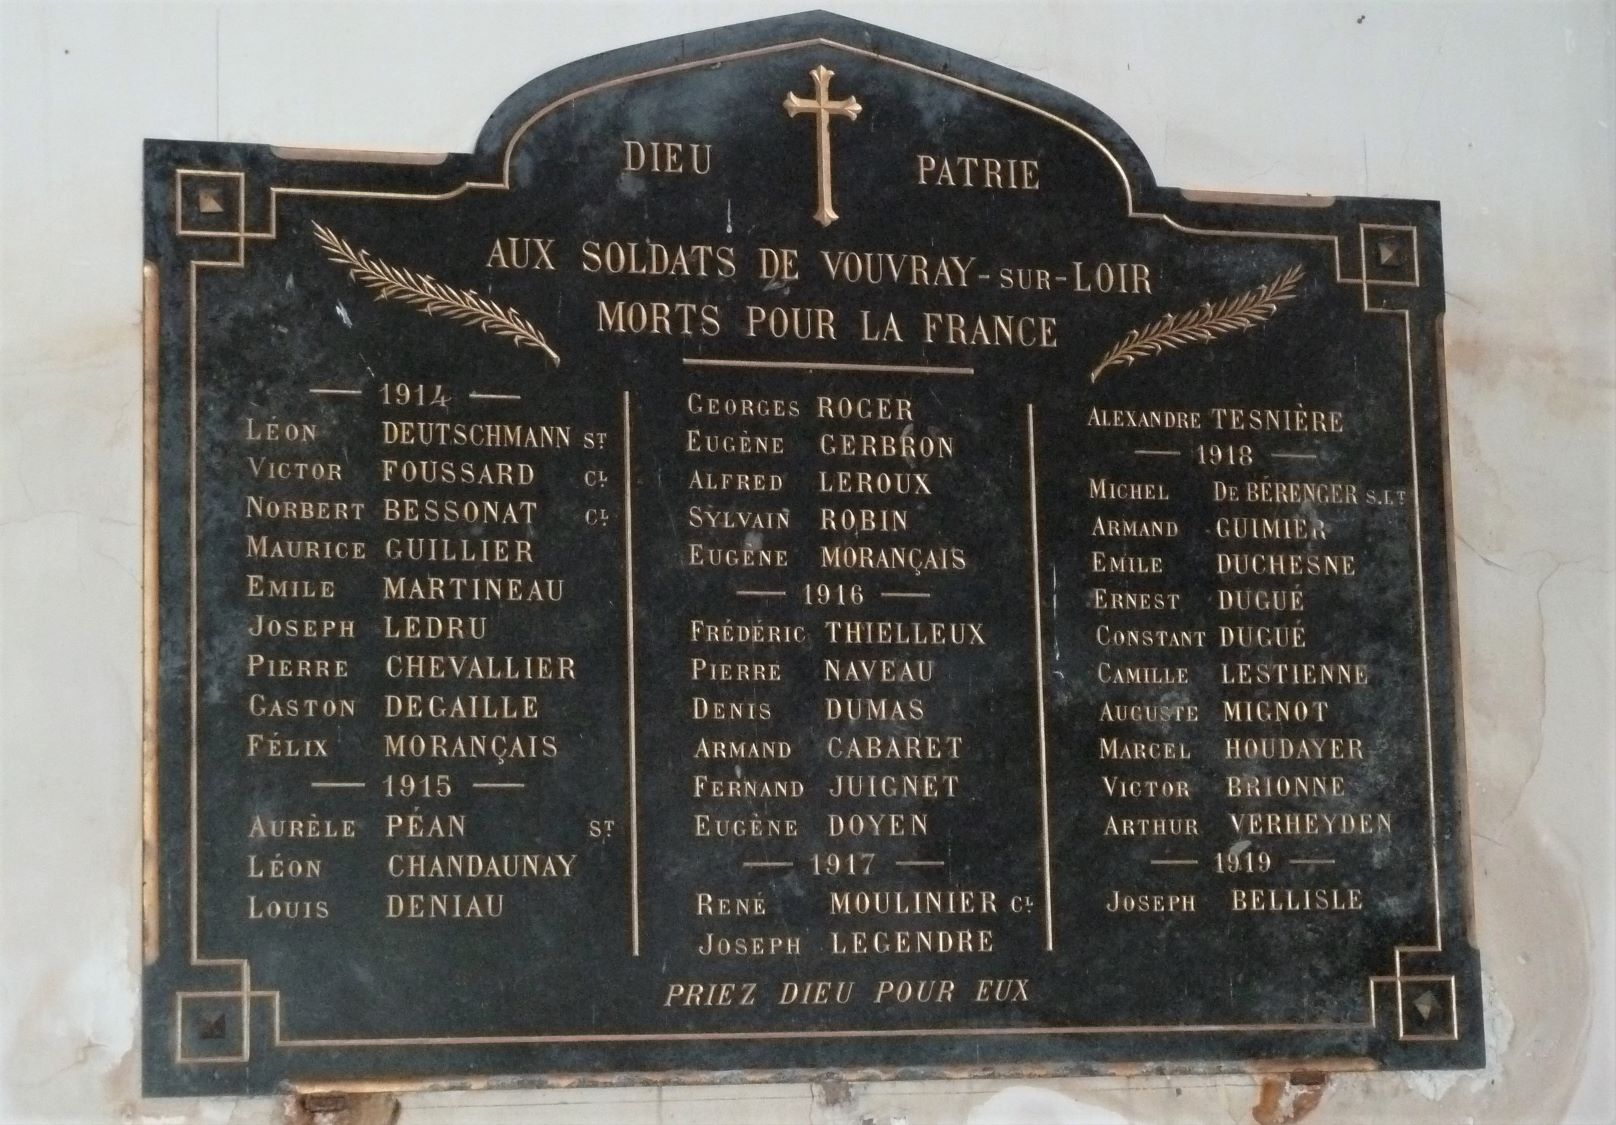 DIEU PATRIE
AUX SOLDATS DE VOUVRAY-SUR-LOIR
MORTS POUR LA FRANCE
1914
LÉON DEUTSCHMANN ST
VICTOR FOUSSARD CL
NORBERT BESSONAT CL
MAURICE GUILLIER
EMILE MARTINEAU
JOSEPH LEDRU
PIERRE CHEVALLIER
GASTON DEGAILLE
FÉLIX MORANÇAIS
1915
AURÈLE PÉAN ST
LÉON CHANDAUNAY
LOUIS DENIAU
GEORGES ROGER
EUGÈNE GERBRON
ALFRED LEROUX
SYLVAIN ROBIN
EUGÈNE MORANÇAIS
1916
FRÉDÉRIC THIELLEUX
PIERRE NAVEAU
DENIS DUMAS
ARMAND CABARET
FERNAND JUIGNET
EUGÈNE DOYEN
1917
RENÉ MOULINIER CL
JOSEPH LEGENDRE
ALEXANDRE TESNIÈRE
1918
MICHEL DE BÉRENGER S.LT
ARMAND GUIMIER
EMILE DUCHESNE
ERNEST DUGUÉ
CONSTANT DUGUÉ
CAMILLE LESTIENNE
AUGUSTE MIGNOT
MARCEL HOUDAYER
VICTOR BRIONNE
ARTHUR VERHEYDEN
1919
JOSEPH BELLISLE
PRIEZ DIEU POUR EUX